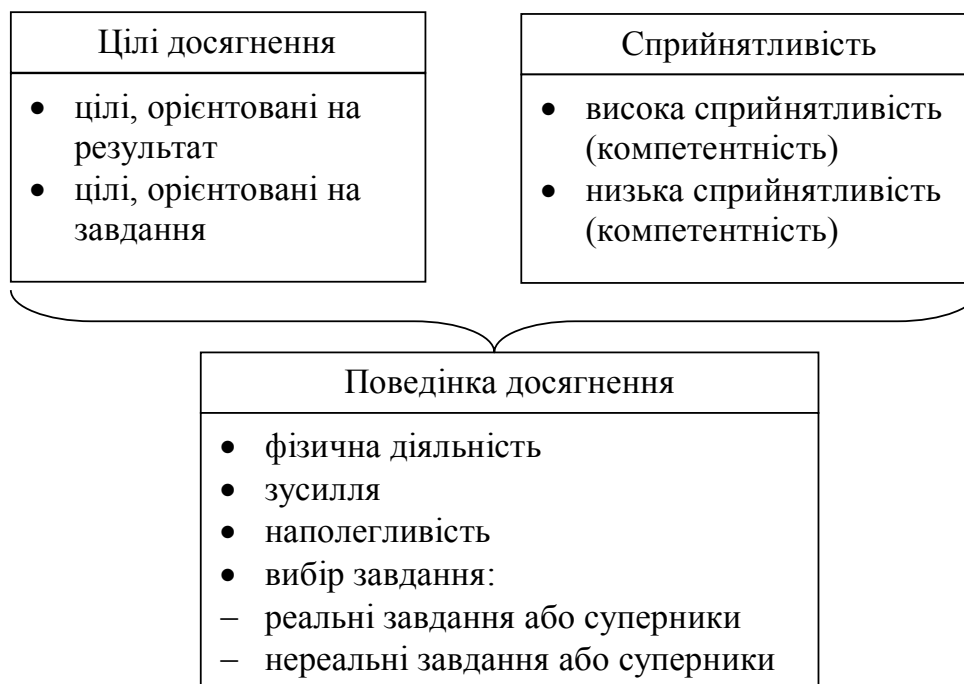 Цілі досягнення
• цілі, орієнтовані на
результат
• цілі, орієнтовані на
завдання
Сприйнятливість
• висока сприйнятливість
(компетентність)
• низька сприйнятливість
(компетентність)
Поведінка досягнення
• фізична діяльність
• зусилля
• наполегливість
• вибір завдання:
– реальні завдання або суперники
– нереальні завдання або суперники